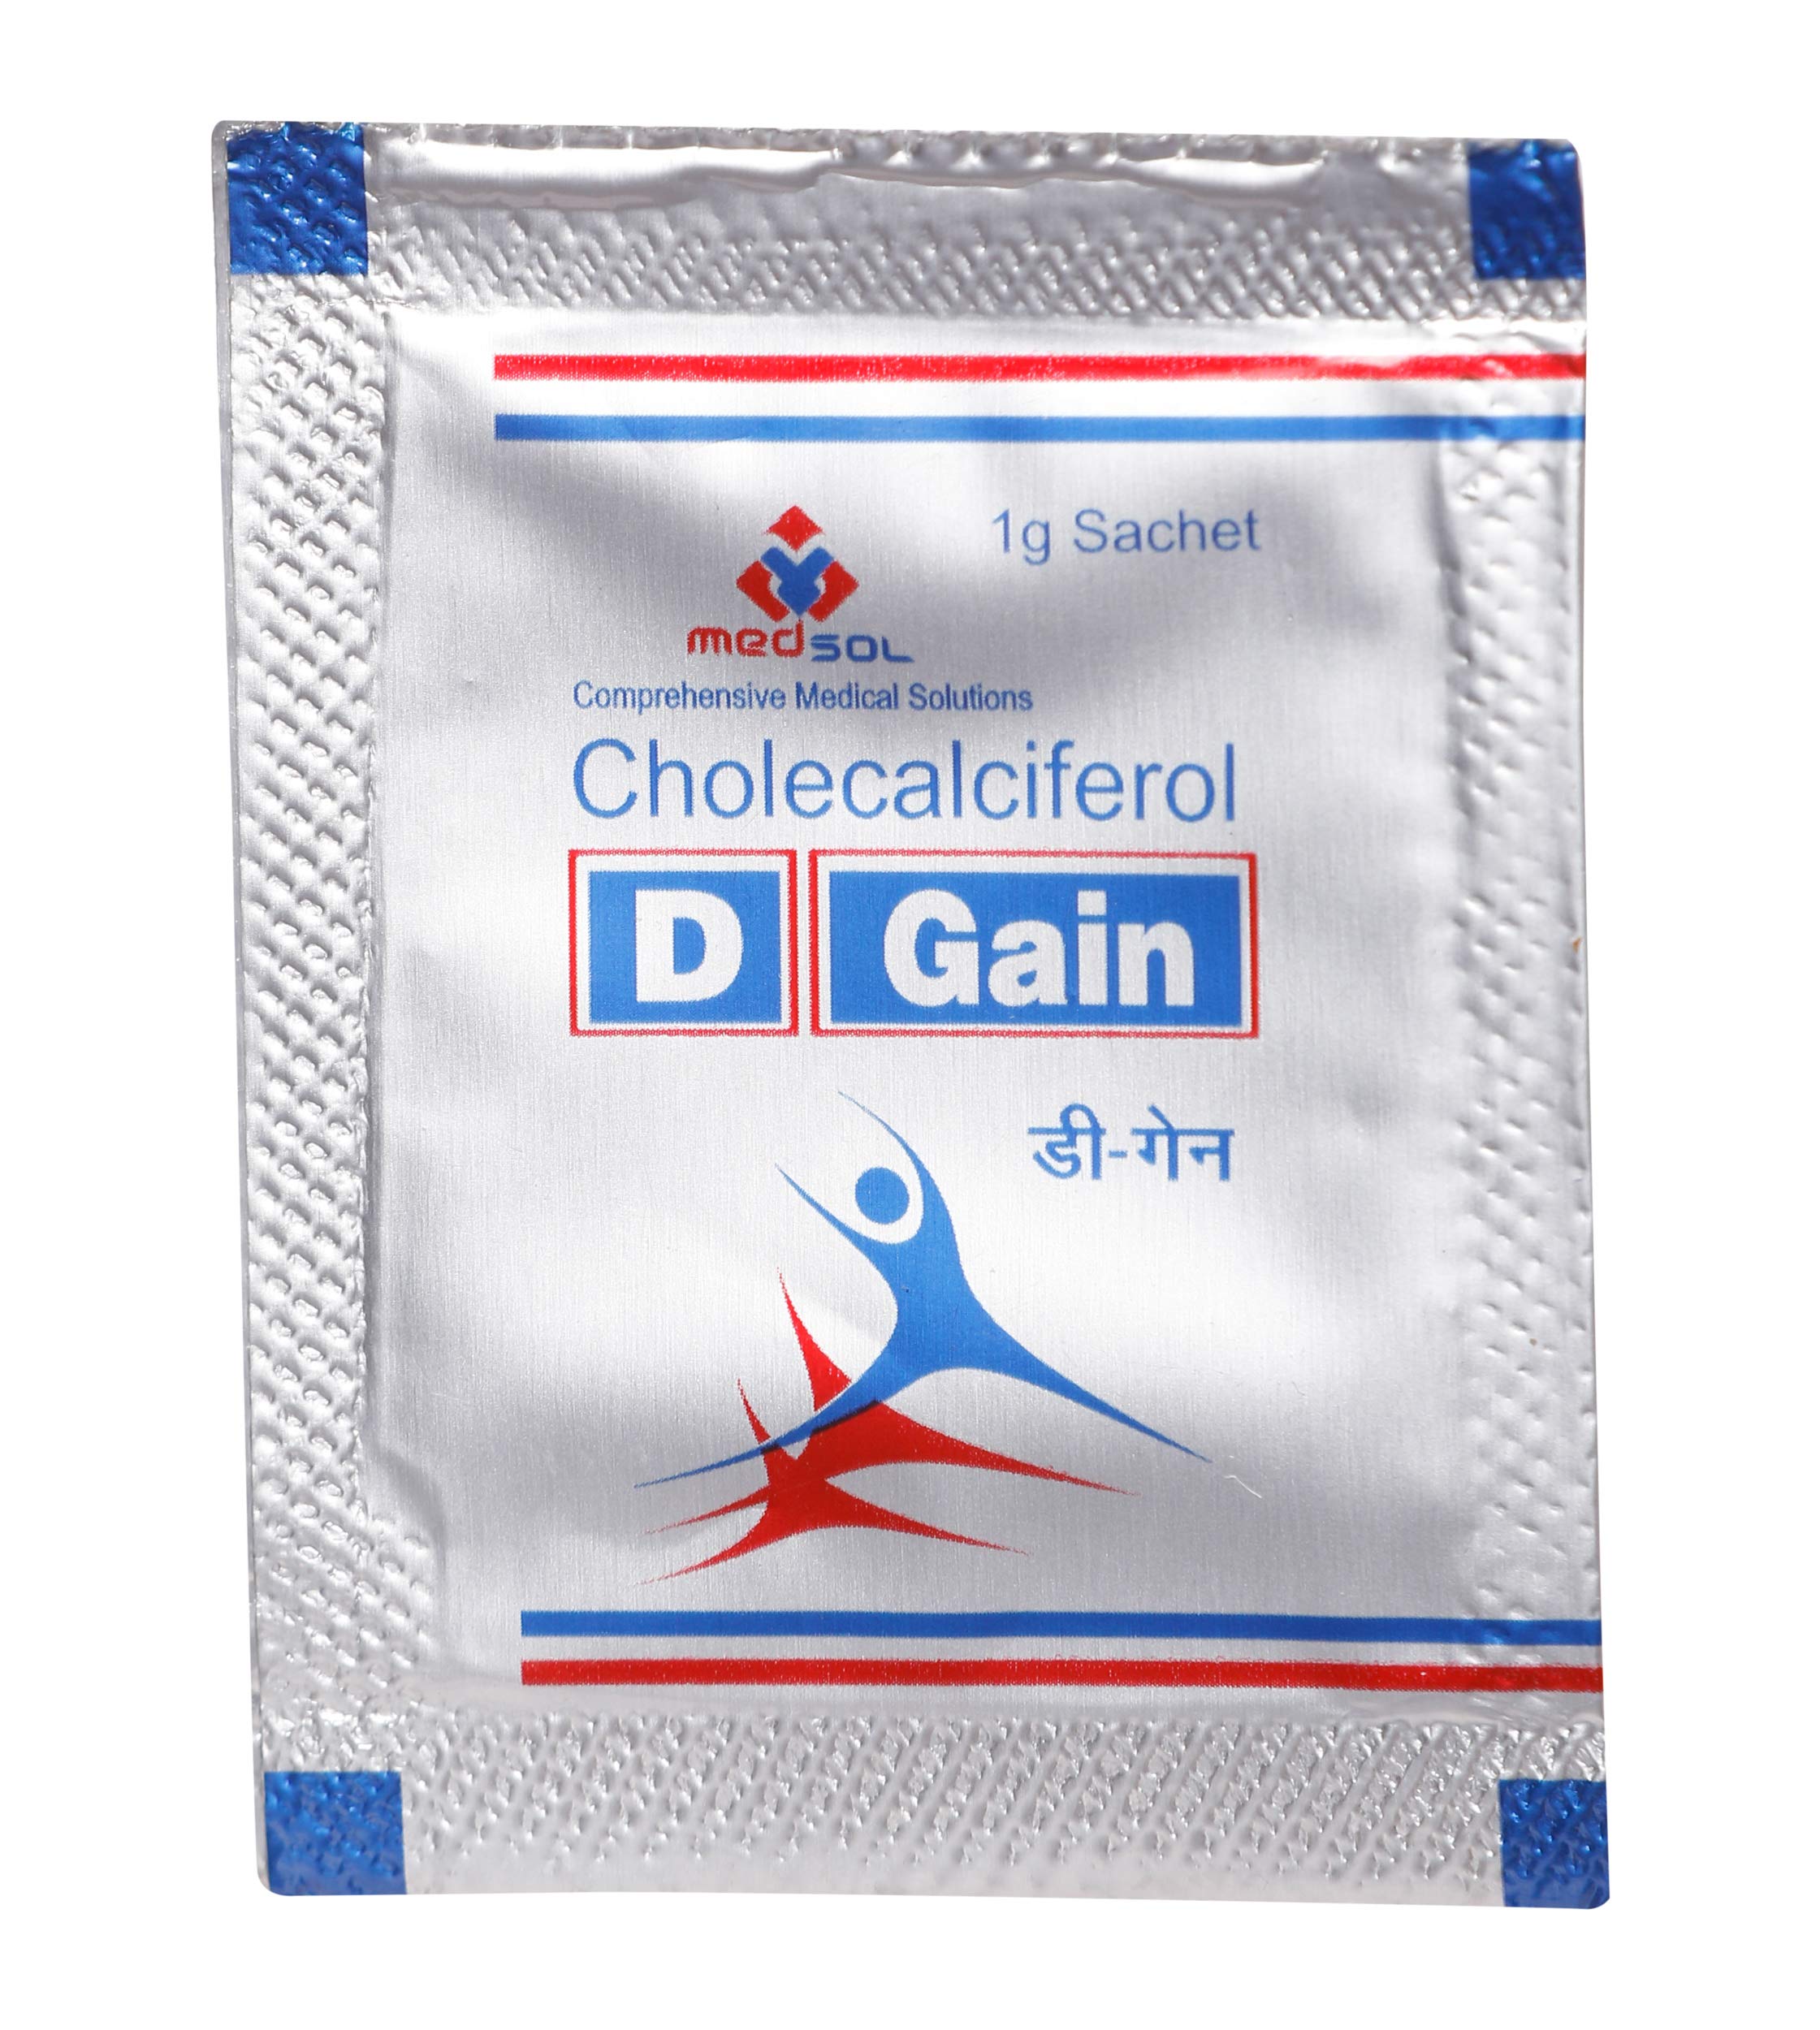 1g Sachet
medsol
Comprehensive Medical Solutions
Cholecalciferol
D Gain
डी-गेन